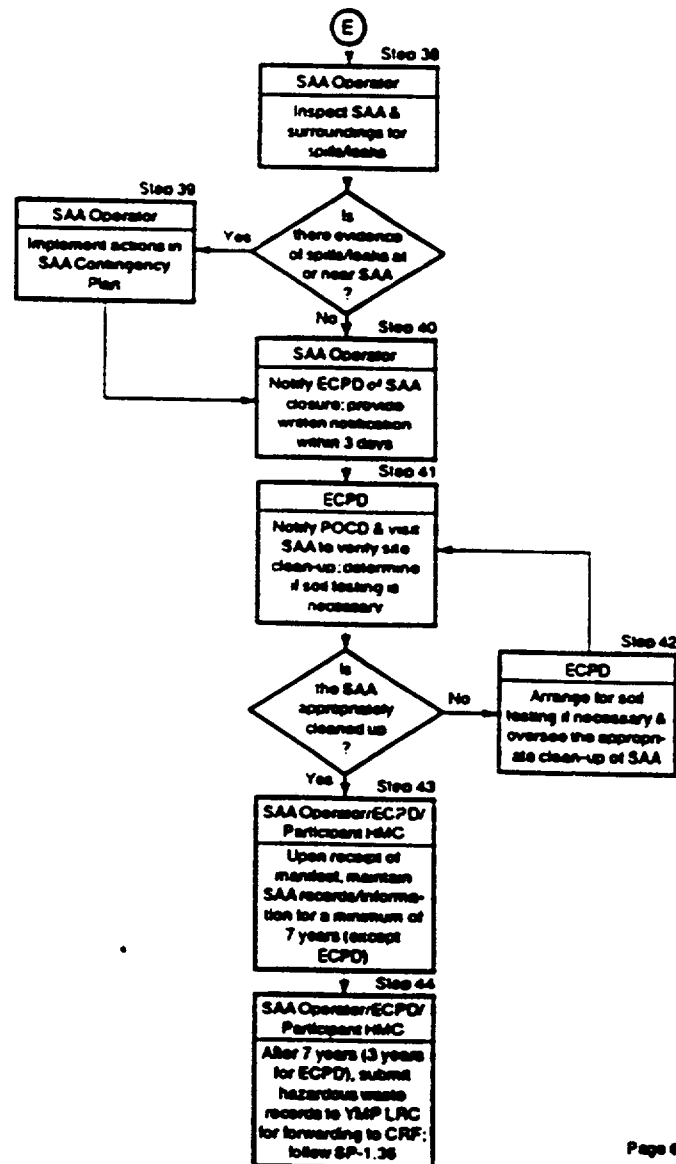 E
Step 38
SAA Operator
Inspect SAA &
surroundings for
spills/leaks
Step 39
SAA Operator
Implement actions in
SAA Contingency
Plan
Yes
Is
there evidence
of spills/leaks at
or near SAA
?
No
Step 40
SAA Operator
Notify ECPD of SAA
closure; provide
written notification
within 3 days
Step 41
ECPD
Notify POCD & visit
SAA to verify site
clean-up; determine
if soil testing is
necessary
Is
the SAA
appropriately
cleaned up
?
No
Step 42
ECPD
Arrange for soil
testing if necessary &
oversee the appropri-
ate clean-up of SAA
Yes
Step 43
SAA Operator/ECPD/
Participant HMC
Upon receipt of
manifest, maintain
SAA records/informa-
tion for a minimum of
7 years (except
ECPD)
Step 44
SAA Operator/ECPD/
Participant HMC
After 7 years (3 years
for ECPD), submit
hazardous waste
records to YMP LRC
for forwarding to CRF;
follow SP-1.36
Page